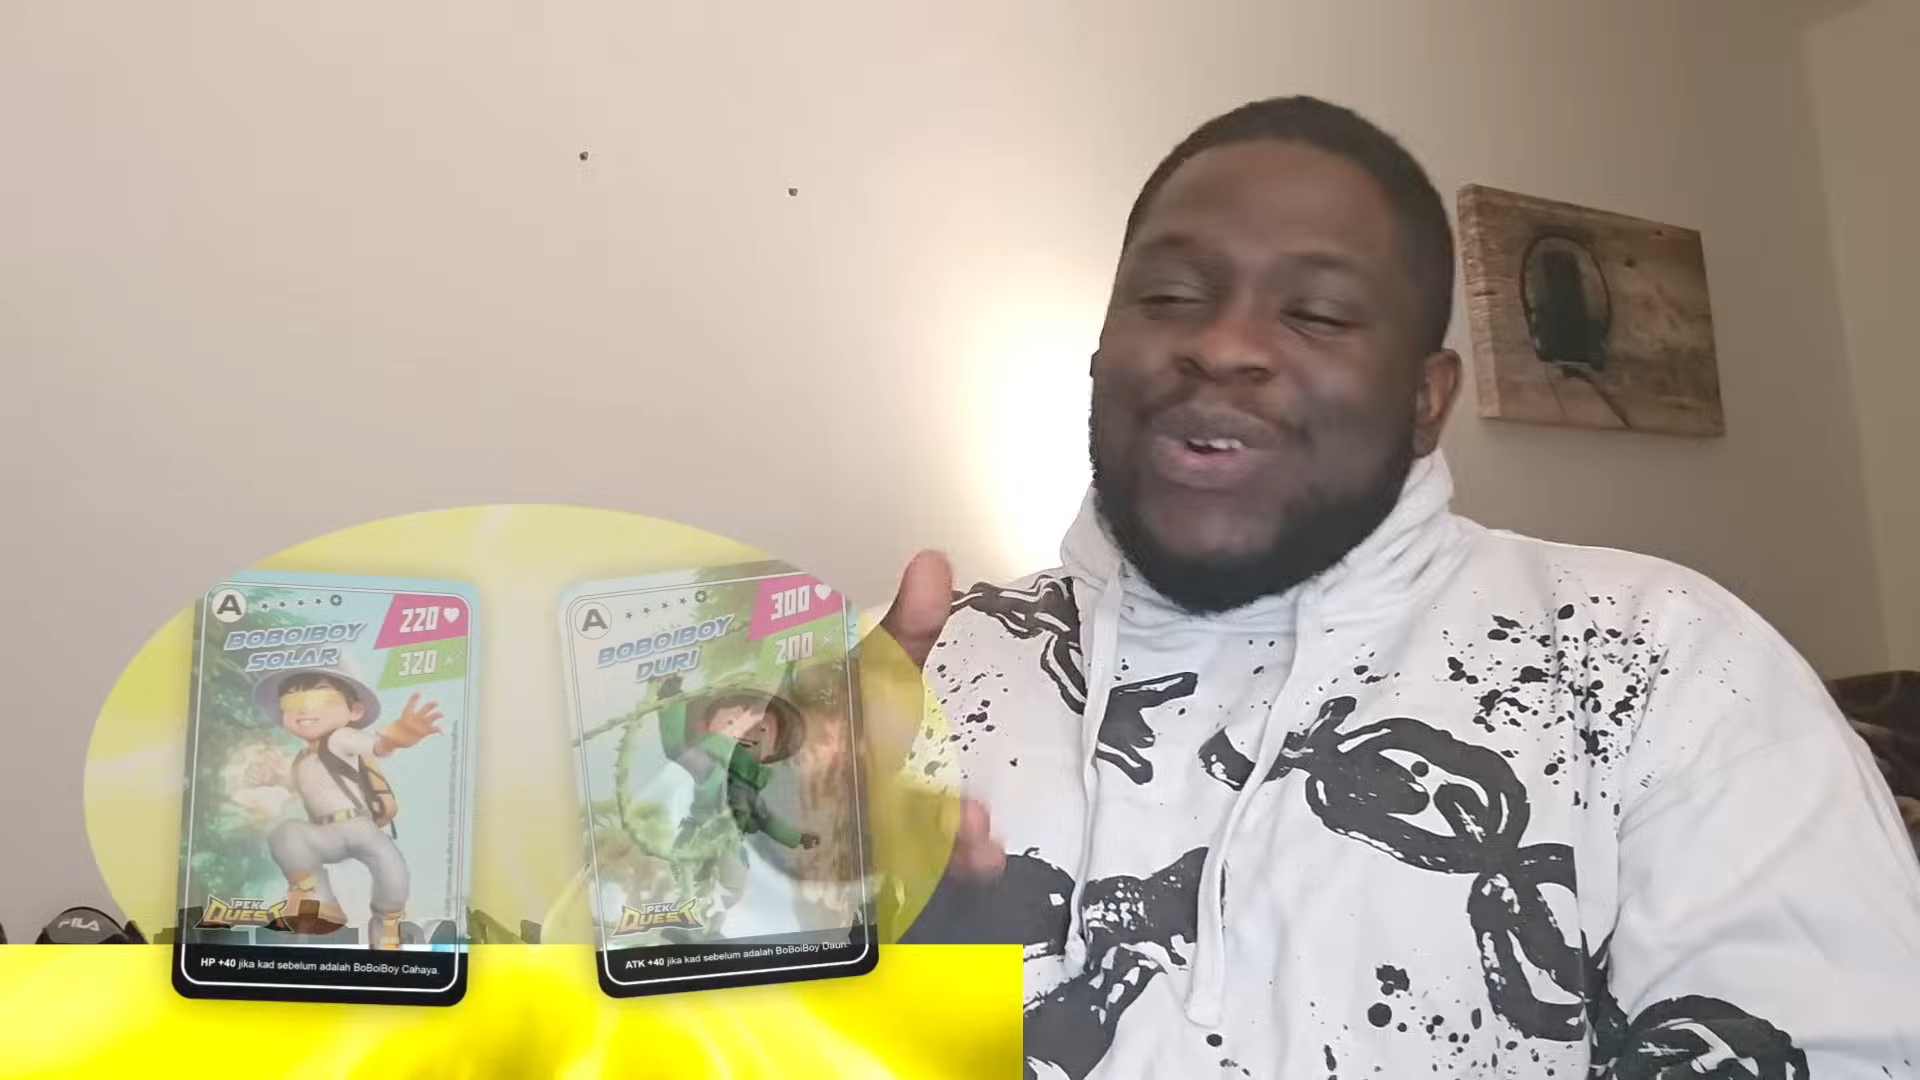 A
220
BOBOIBOY
SOLAR
320
PEK
QUEST
HP +40 jika kad sebelum adalah BoBoiBoy Cahaya.
A
300
BOBOIBOY
DURI
200
PEK
QUEST
ATK +40 jika kad sebelum adalah BoBoiBoy Daun.
FILA